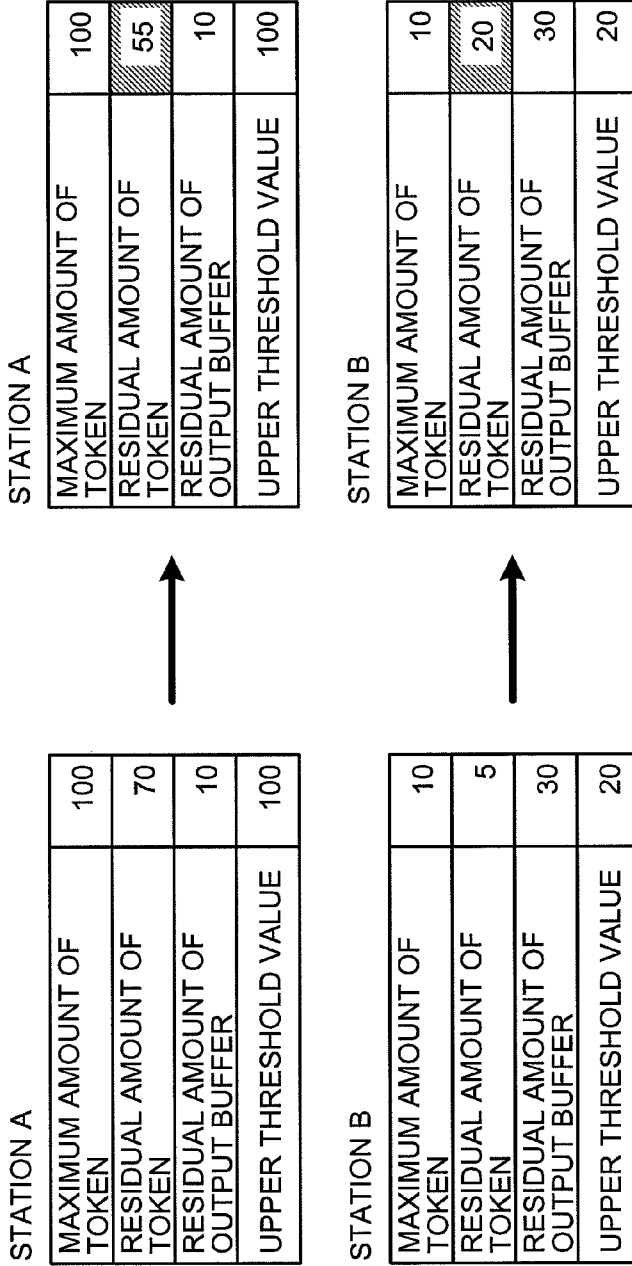 STATION A
MAXIMUM AMOUNT OF
TOKEN
100
RESIDUAL AMOUNT OF
TOKEN
70
RESIDUAL AMOUNT OF
OUTPUT BUFFER
10
UPPER THRESHOLD VALUE
100
STATION A
MAXIMUM AMOUNT OF
TOKEN
100
RESIDUAL AMOUNT OF
TOKEN
55
RESIDUAL AMOUNT OF
OUTPUT BUFFER
10
UPPER THRESHOLD VALUE
100
STATION B
MAXIMUM AMOUNT OF
TOKEN
10
RESIDUAL AMOUNT OF
TOKEN
5
RESIDUAL AMOUNT OF
OUTPUT BUFFER
30
UPPER THRESHOLD VALUE
20
STATION B
MAXIMUM AMOUNT OF
TOKEN
10
RESIDUAL AMOUNT OF
TOKEN
20
RESIDUAL AMOUNT OF
OUTPUT BUFFER
30
UPPER THRESHOLD VALUE
20